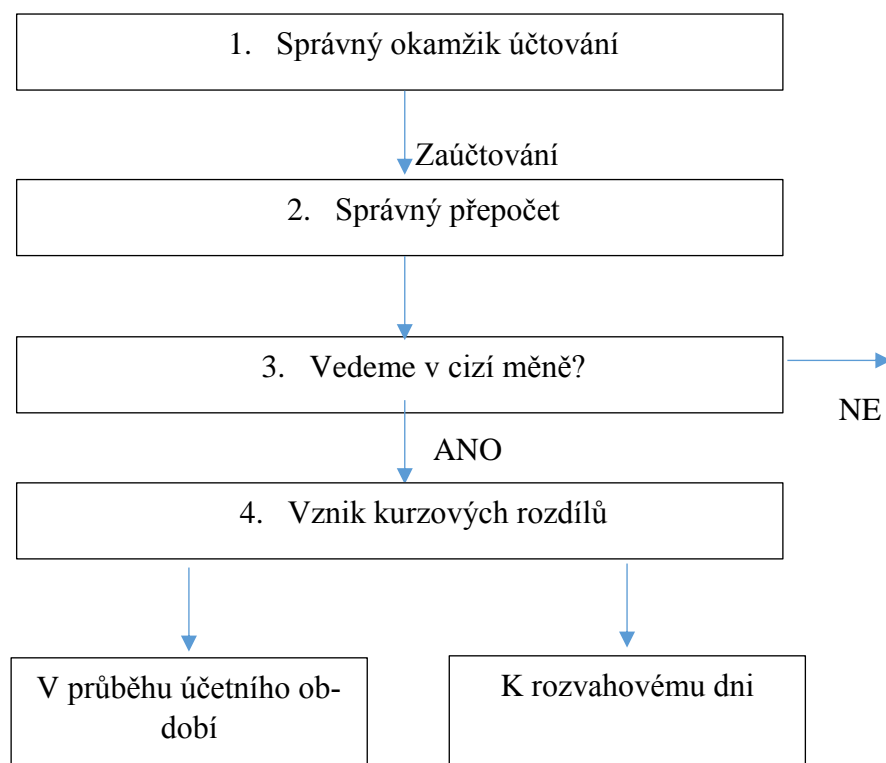 1. Správný okamžik účtování
Zaúčtování
2. Správný přepočet
3. Vedeme v cizí měně?
NE
ANO
4. Vznik kurzových rozdílů
V průběhu účetního ob-
dobí
K rozvahovému dni